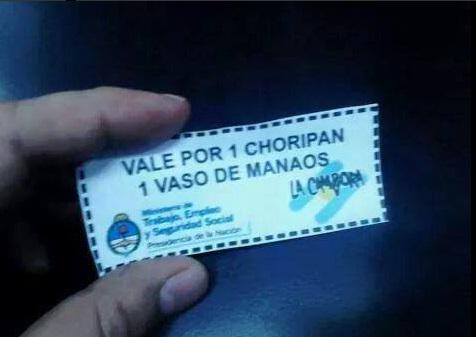 VALE POR 1 CHORIPAN
1 VASO DE MANAOS
LA CAMPORA
Ministerio de
Trabajo, Empleo
y Seguridad Social
Presidencia de la Nación